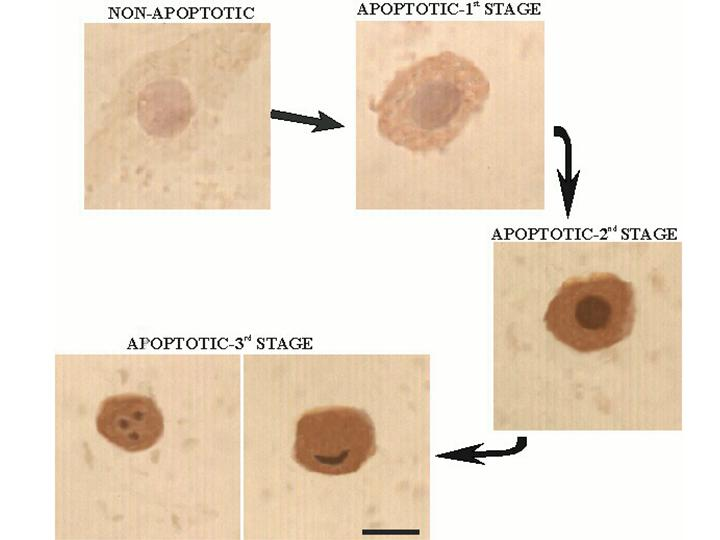 NON-APOPTOTIC
APOPTOTIC-1st STAGE
APOPTOTIC-2nd STAGE
APOPTOTIC-3rd STAGE